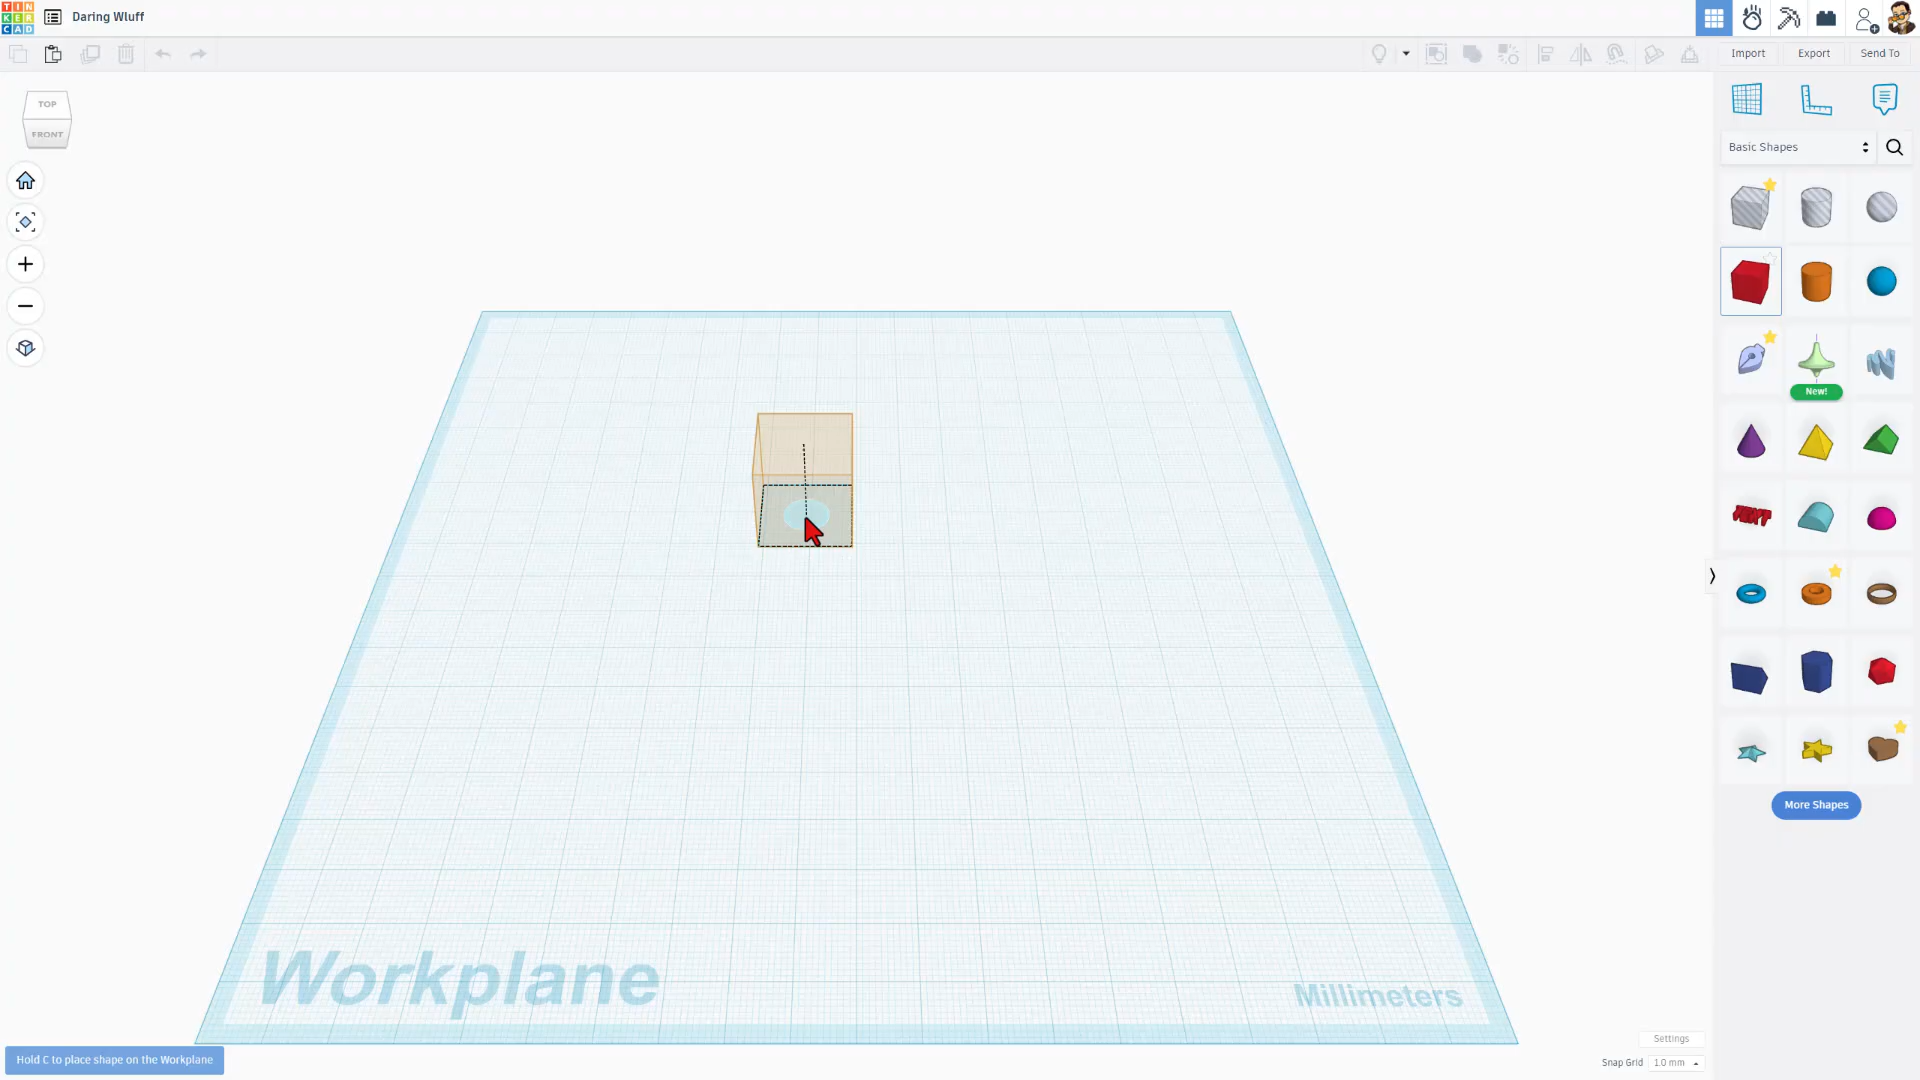 TIN
KER
CAD
Daring Wluff
Import
Export
Send To
TOP
FRONT
Basic Shapes
New!
TEXT
More Shapes
Workplane
Millimeters
Settings
Hold C to place shape on the Workplane
Snap Grid
1.0 mm